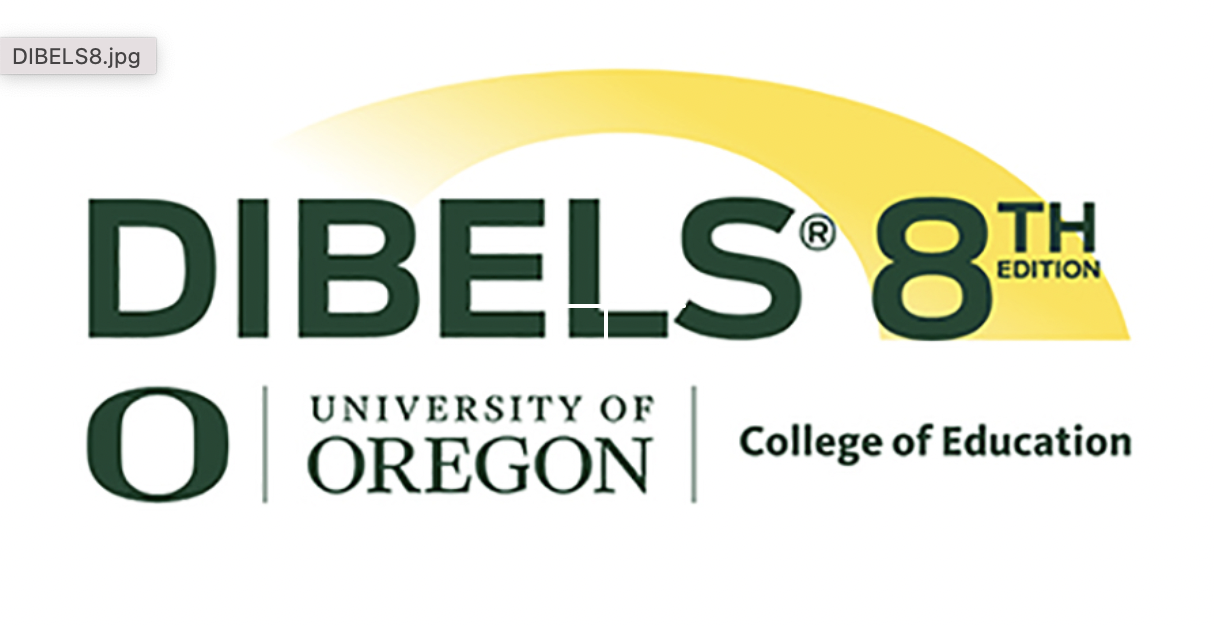 DIBELS8.jpg
DIBELS® 8TH EDITION
O
UNIVERSITY OF
OREGON
College of Education